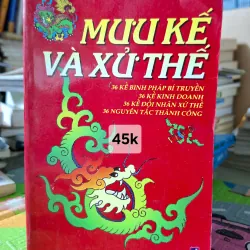 MƯU KẾ
VÀ XỬ THẾ
36 KẾ BINH PHÁP BÍ TRUYỀN
36 KẾ KINH DOANH
36 KẾ ĐỐI NHÂN XỬ THẾ
36 NGUYÊN TẮC THÀNH CÔNG
45k